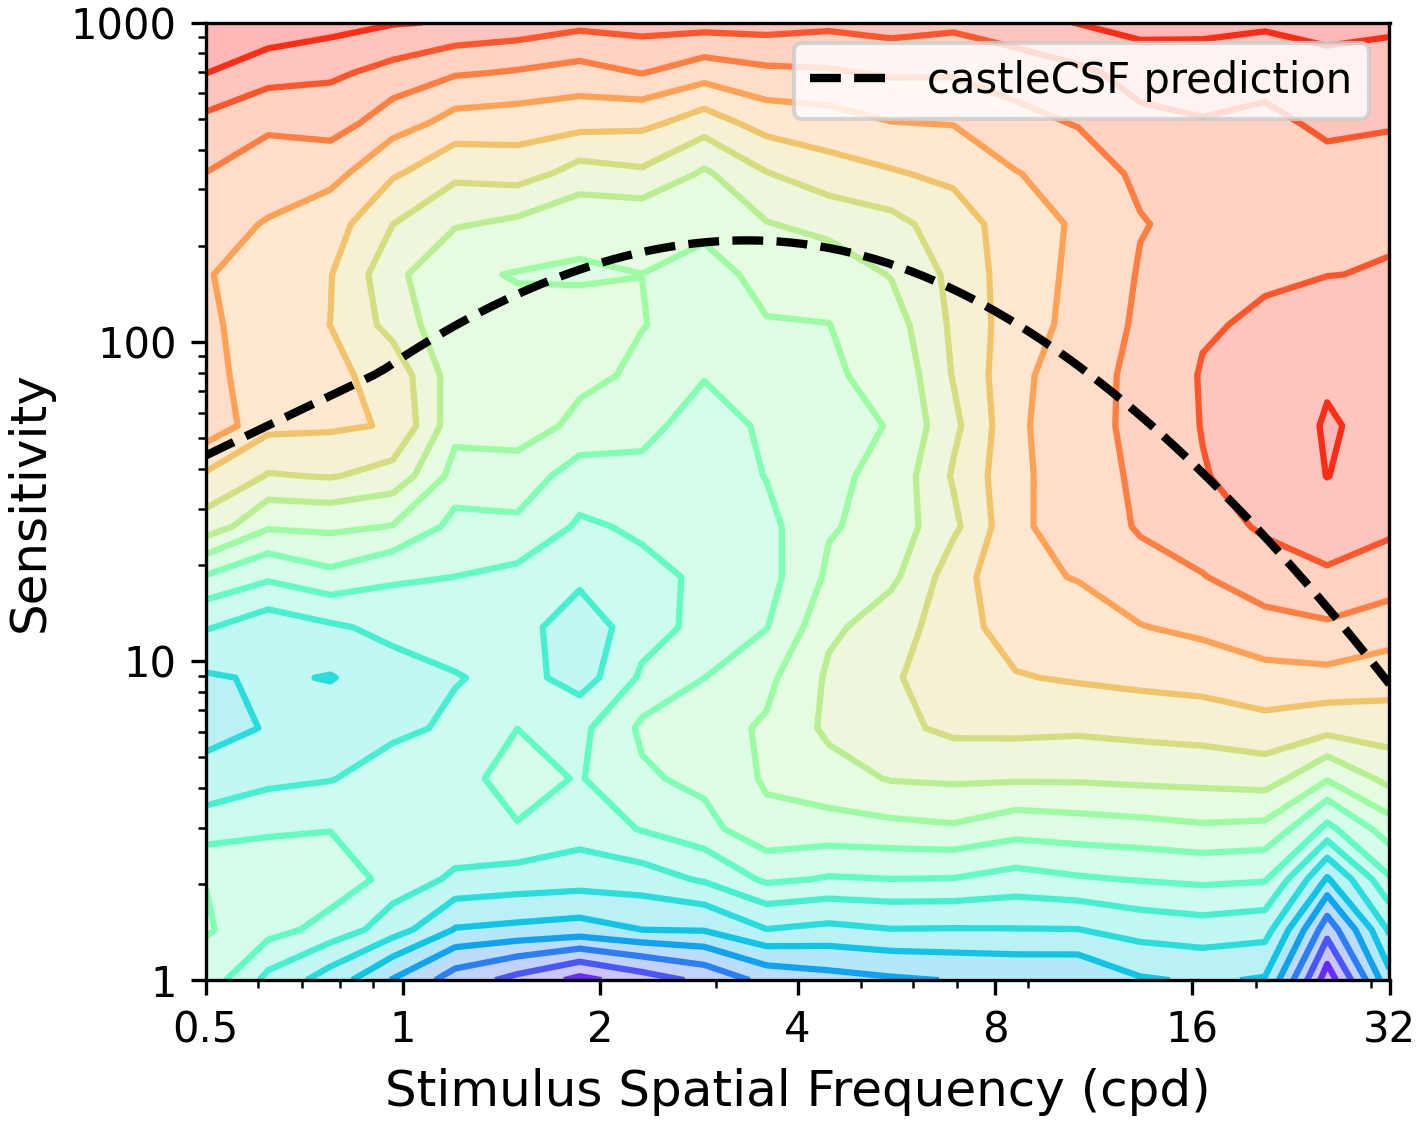 1000
castleCSF prediction
100
Sensitivity
10
1
0.5 1 2 4 8 16 32
Stimulus Spatial Frequency (cpd)